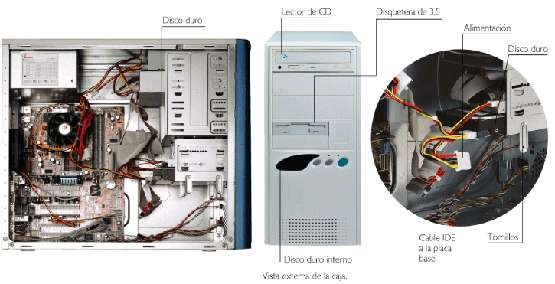 Disco duro
Lector de CD
Disquetera de 3,5
Alimentación
Disco duro
Disco duro interno
Vista externa de la caja.
Cable IDE
a la placa
base
Tornillos